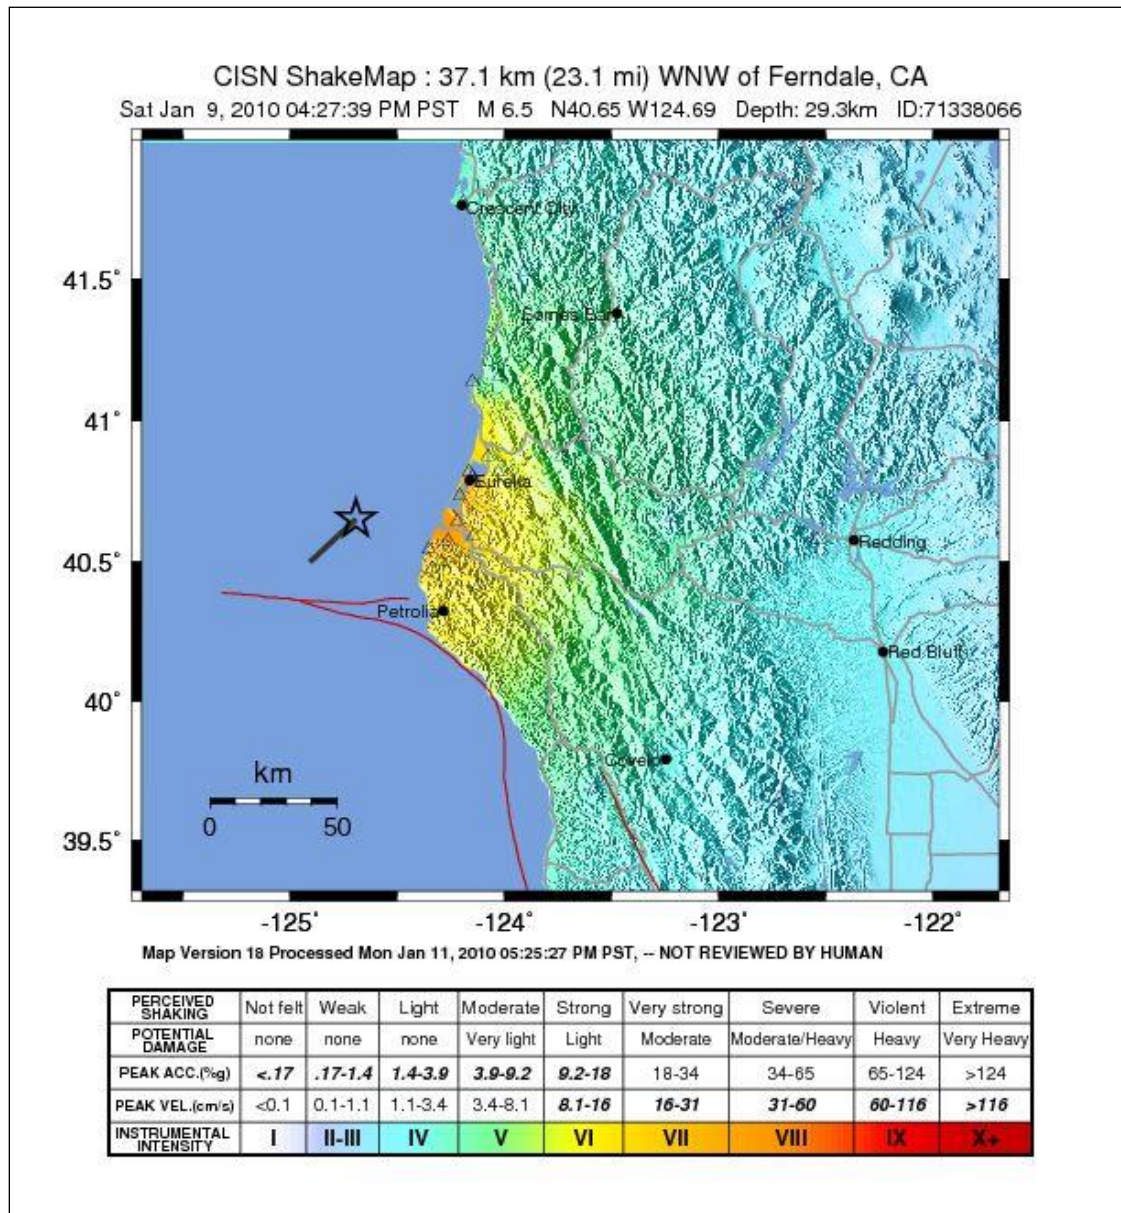 CISN ShakeMap : 37.1 km (23.1 mi) WNW of Ferndale, CA
Sat Jan 9, 2010 04:27:39 PM PST M 6.5 N40.65 W124.69 Depth: 29.3km ID:71338066
Crescent City
41.5°
Somes Bar
41°
Eureka
40.5°
Redding
Petrolia
Red Bluff
40°
Covelo
km
0 50
39.5°
-125° -124° -123° -122°
Map Version 18 Processed Mon Jan 11, 2010 05:25:27 PM PST, -- NOT REVIEWED BY HUMAN
PERCEIVED SHAKING Not felt Weak Light Moderate Strong Very strong Severe Violent Extreme
POTENTIAL DAMAGE none none none Very light Light Moderate Moderate/Heavy Heavy Very Heavy
PEAK ACC.(%g) <.17 .17-1.4 1.4-3.9 3.9-9.2 9.2-18 18-34 34-65 65-124 >124
PEAK VEL.(cm/s) <0.1 0.1-1.1 1.1-3.4 3.4-8.1 8.1-16 16-31 31-60 60-116 >116
INSTRUMENTAL INTENSITY I II-III IV V VI VII VIII IX X+